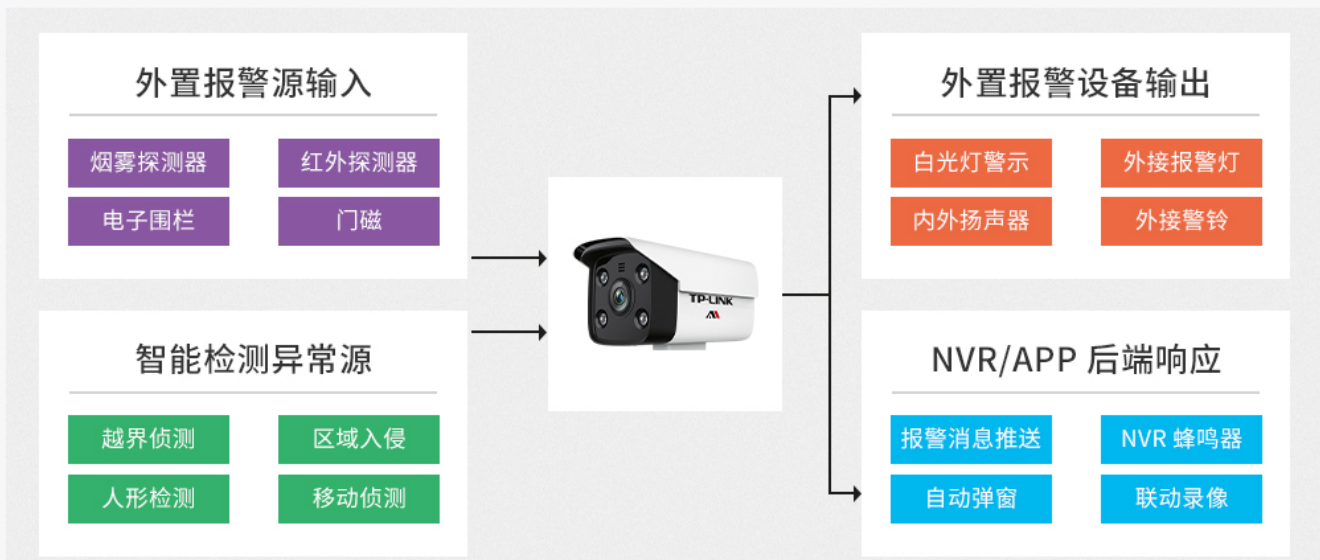 外置报警源输入
烟雾探测器 红外探测器
电子围栏 门磁
智能检测异常源
越界侦测 区域入侵
人形检测 移动侦测
TP-LINK
外置报警设备输出
白光灯警示 外接报警灯
内外扬声器 外接警铃
NVR/APP 后端响应
报警消息推送 NVR 蜂鸣器
自动弹窗 联动录像